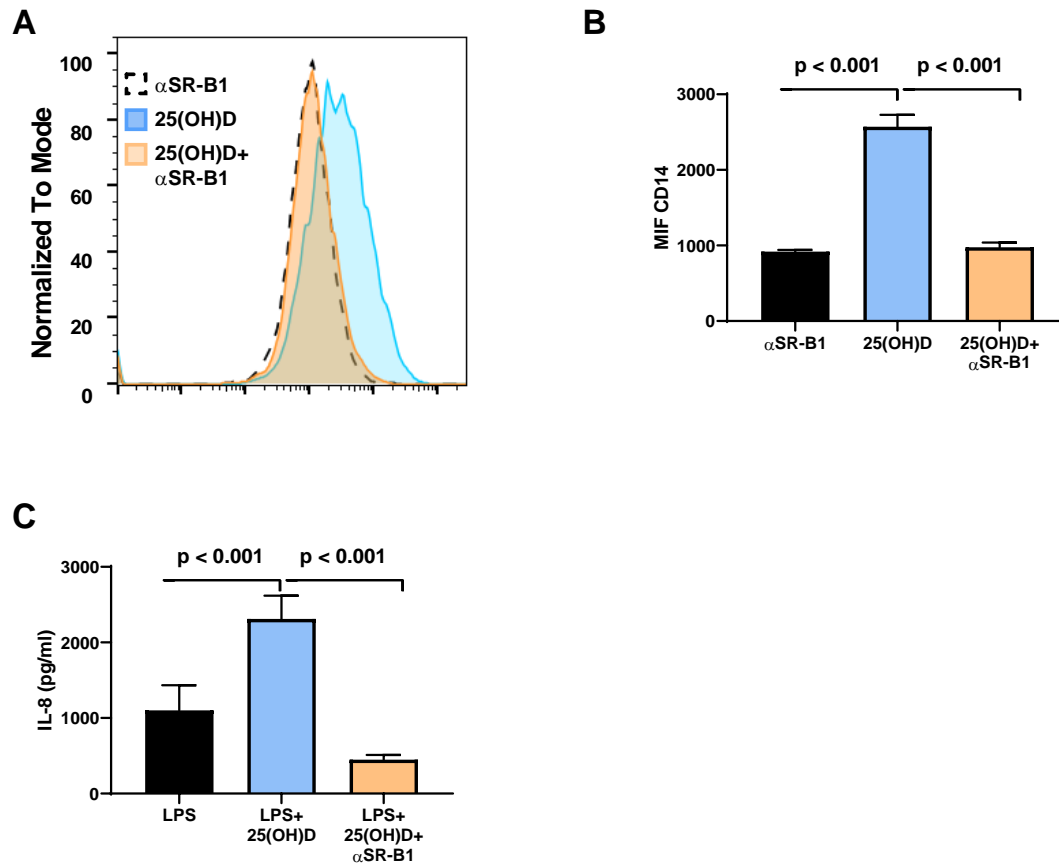 A
100
80
60
40
20
0
Normalized To Mode
αSR-B1
25(OH)D
25(OH)D+
αSR-B1
B
p < 0.001
p < 0.001
3000
2000
1000
0
MIF CD14
αSR-B1
25(OH)D
25(OH)D+
αSR-B1
C
p < 0.001
p < 0.001
3000
2000
1000
0
IL-8 (pg/ml)
LPS
LPS+
25(OH)D
LPS+
25(OH)D+
αSR-B1